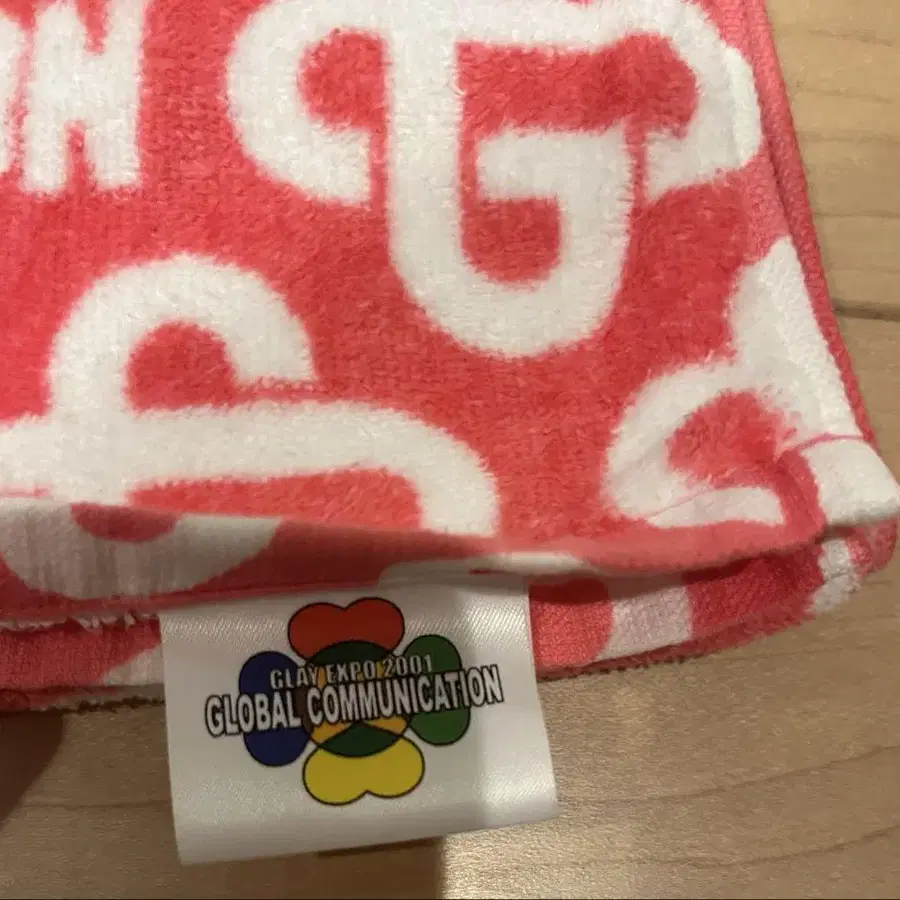 G
GLAY EXPO 2001
GLOBAL COMMUNICATION